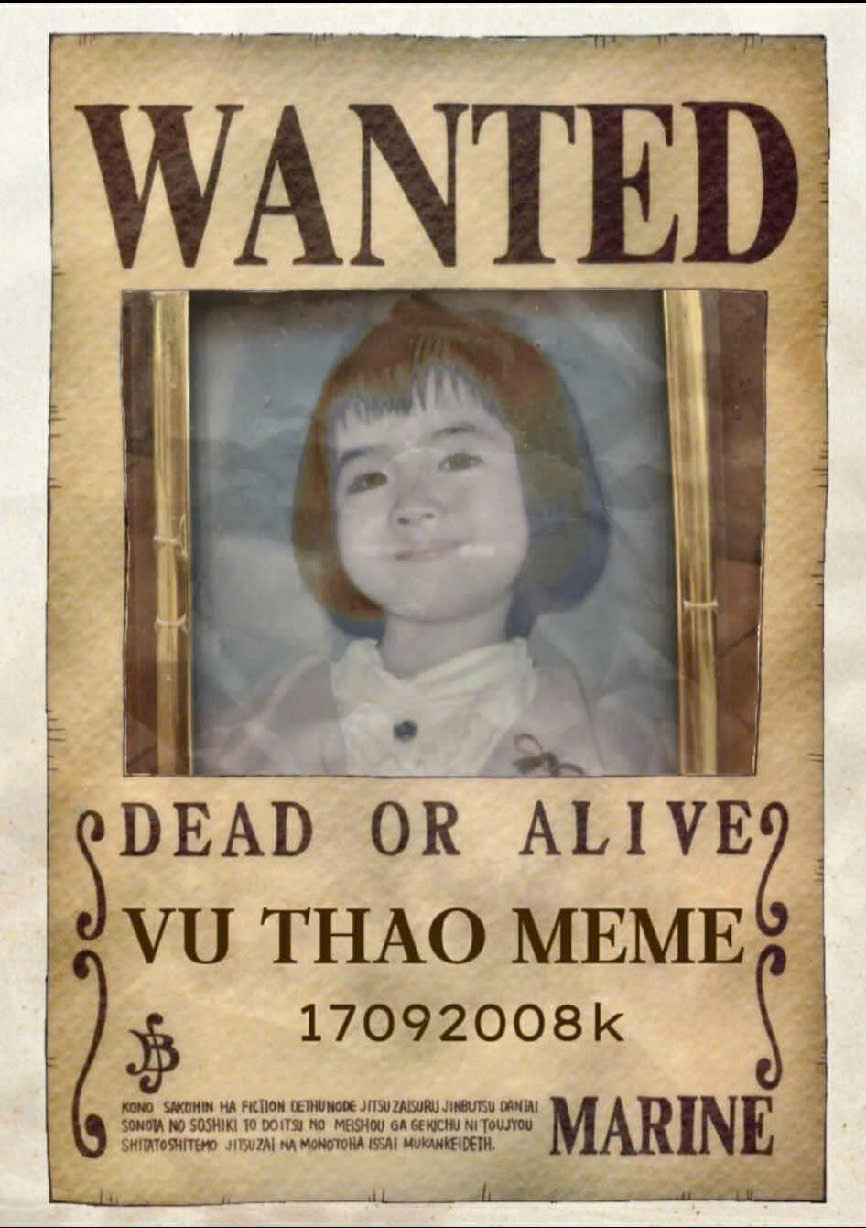 WANTED
DEAD OR ALIVE
VU THAO MEME
17092008k
KONO SAKUHIN HA FICTION DETHUNODE JITSUZAISURU JINBUTSU DANTAI
SONOTA NO SOSHIKI TO DOITSU NO MEISHOU GA GEKICHU NI TOUJYOU
SHITATOSHITEMO JITSUZAI NA MONOTOHA ISSAI MUKANKEIDETH.
MARINE